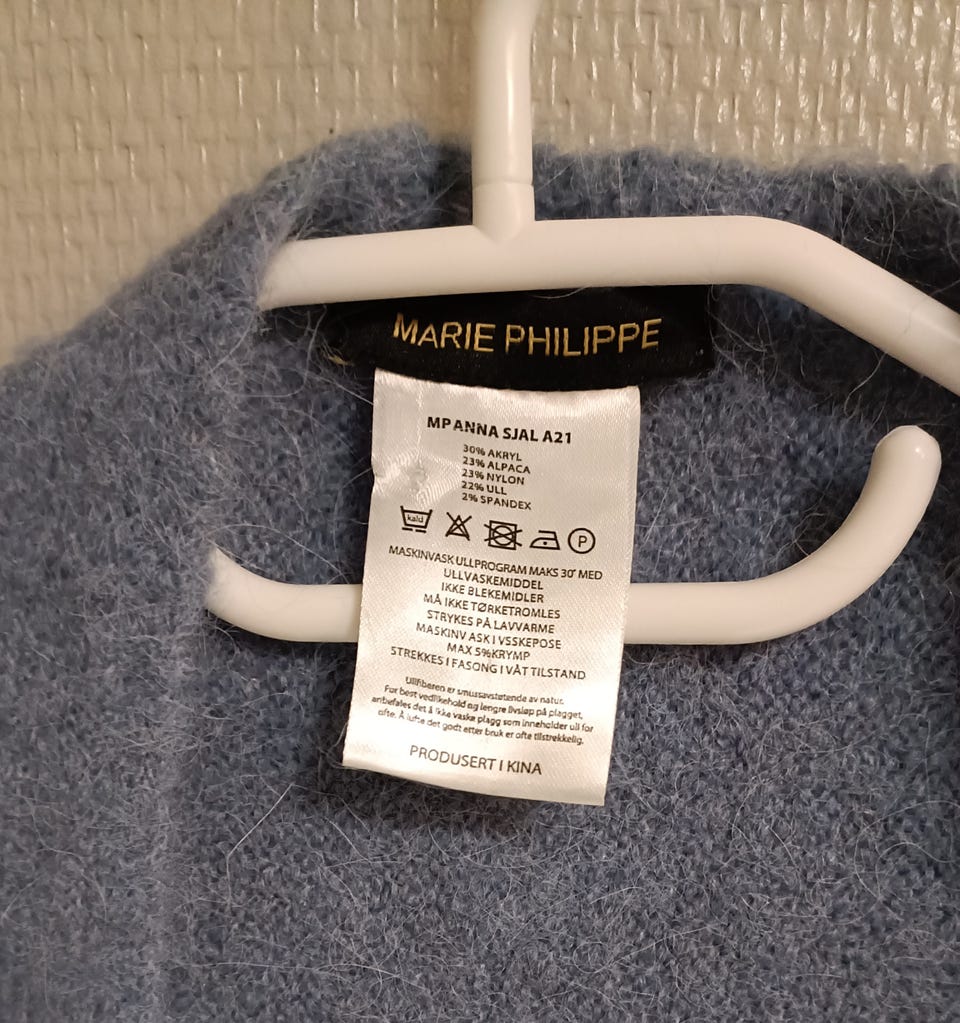 MARIE PHILIPPE
MP ANNA SJAL A21
30% AKRYL
23% ALPACA
23% NYLON
22% ULL
2% SPANDEX
kald
P
MASKINVASK ULLPROGRAM MAKS 30° MED
ULLVASKEMIDDEL
IKKE BLEKEMIDLER
MÅ IKKE TØRKETROMLES
STRYKES PÅ LAVVARME
MASKINV ASK I VSSKEPOSE
MAX 5%KRYMP
STREKKES I FASONG I VÅT TILSTAND
Ullfiberen er smussavstøtende av natur.
For best vedlikehold og lengre livsløp på plagget,
anbefales det å ikke vaske plagg som inneholder ull for
ofte. Å lufte det godt etter bruk er ofte tilstrekkelig.
PRODUSERT I KINA